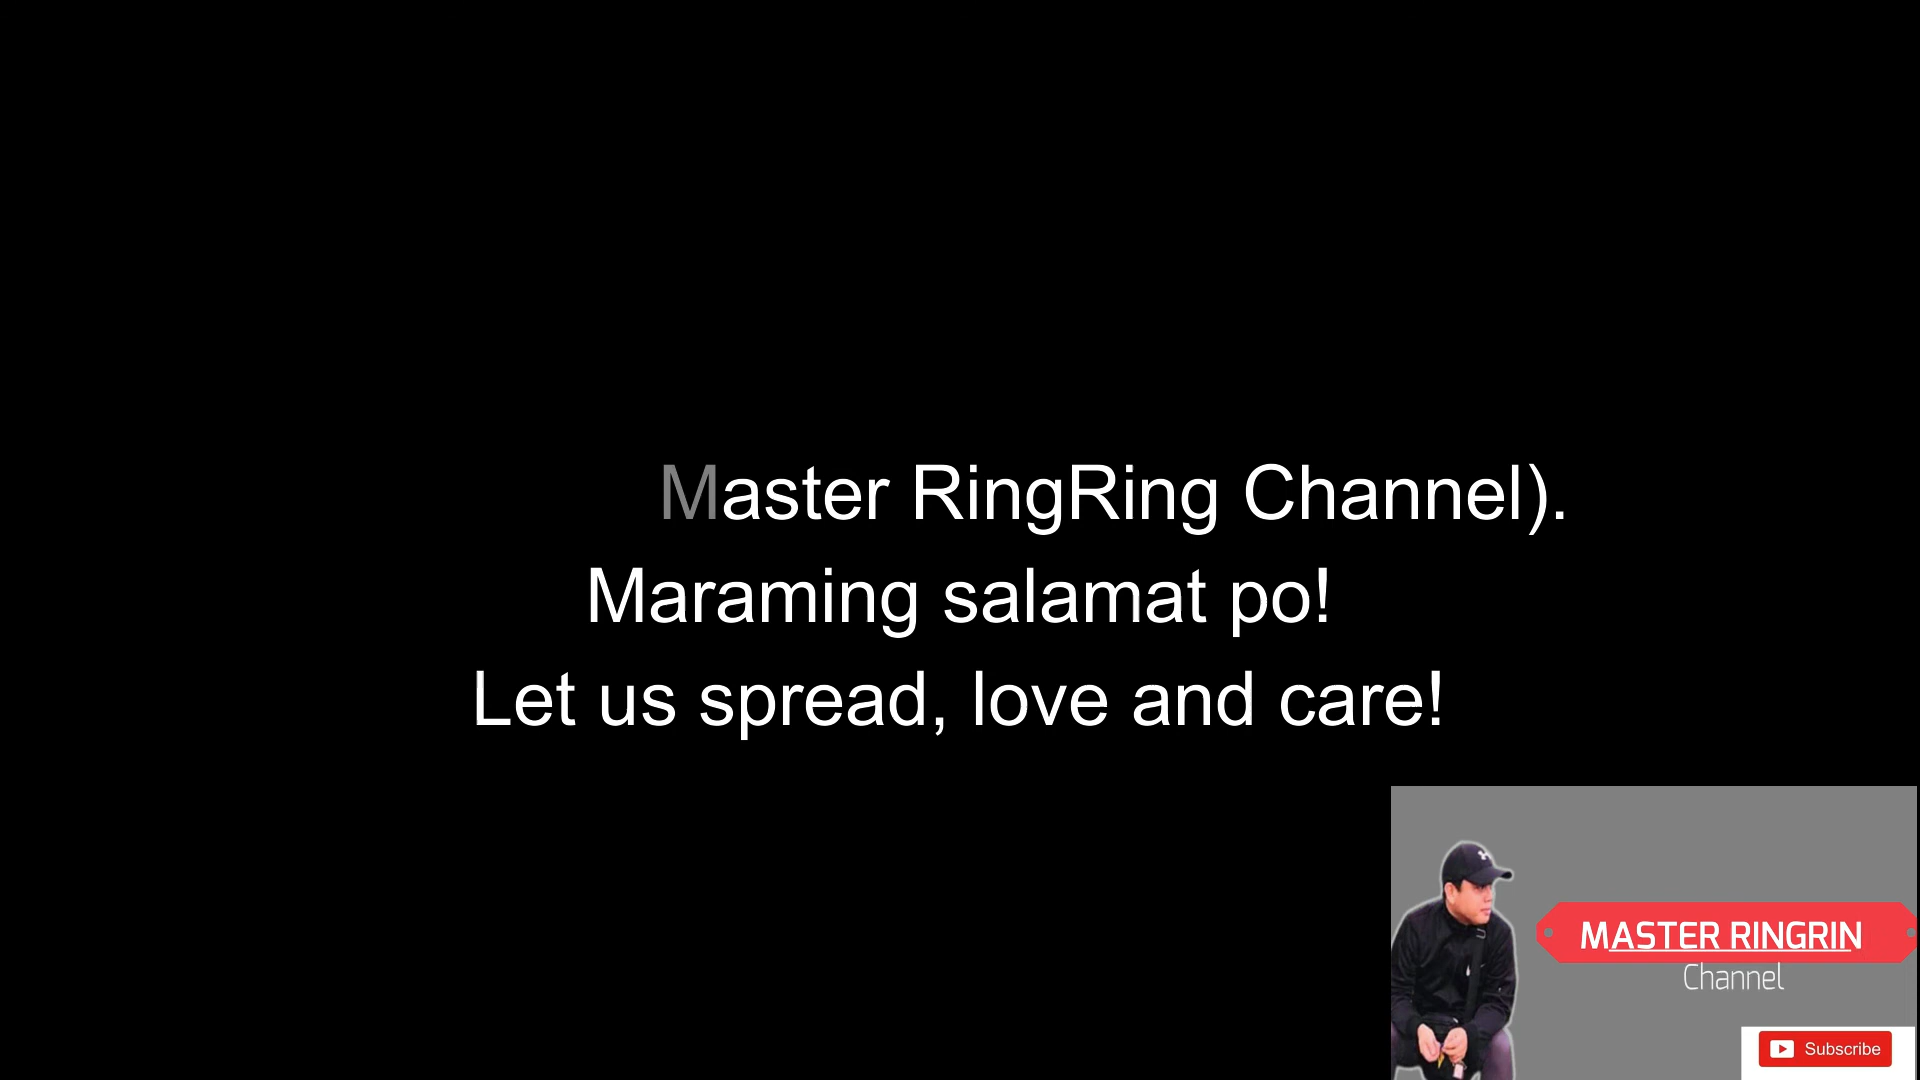 Master RingRing Channel).
Maraming salamat po!
Let us spread, love and care!
MASTER RINGRIN
Channel
Subscribe